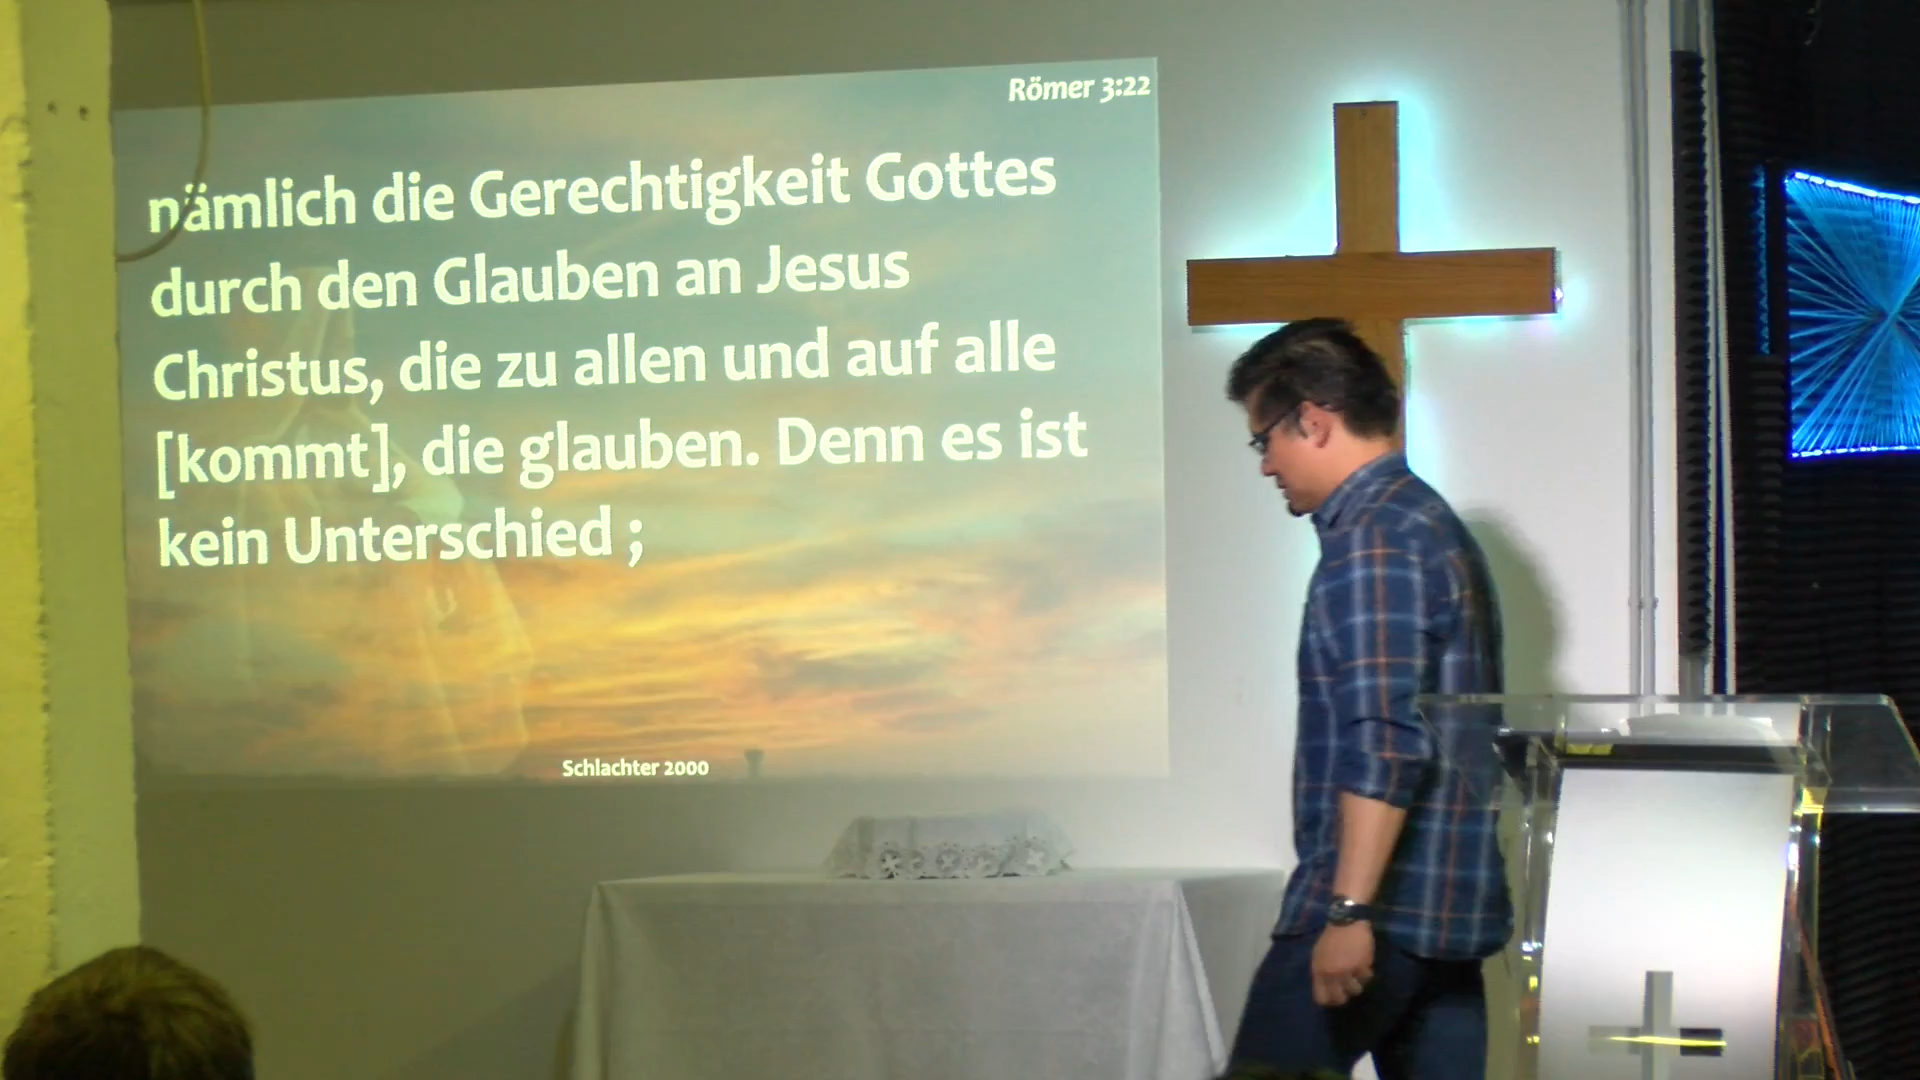 Römer 3:22
nämlich die Gerechtigkeit Gottes
durch den Glauben an Jesus
Christus, die zu allen und auf alle
[kommt], die glauben. Denn es ist
kein Unterschied ;
Schlachter 2000